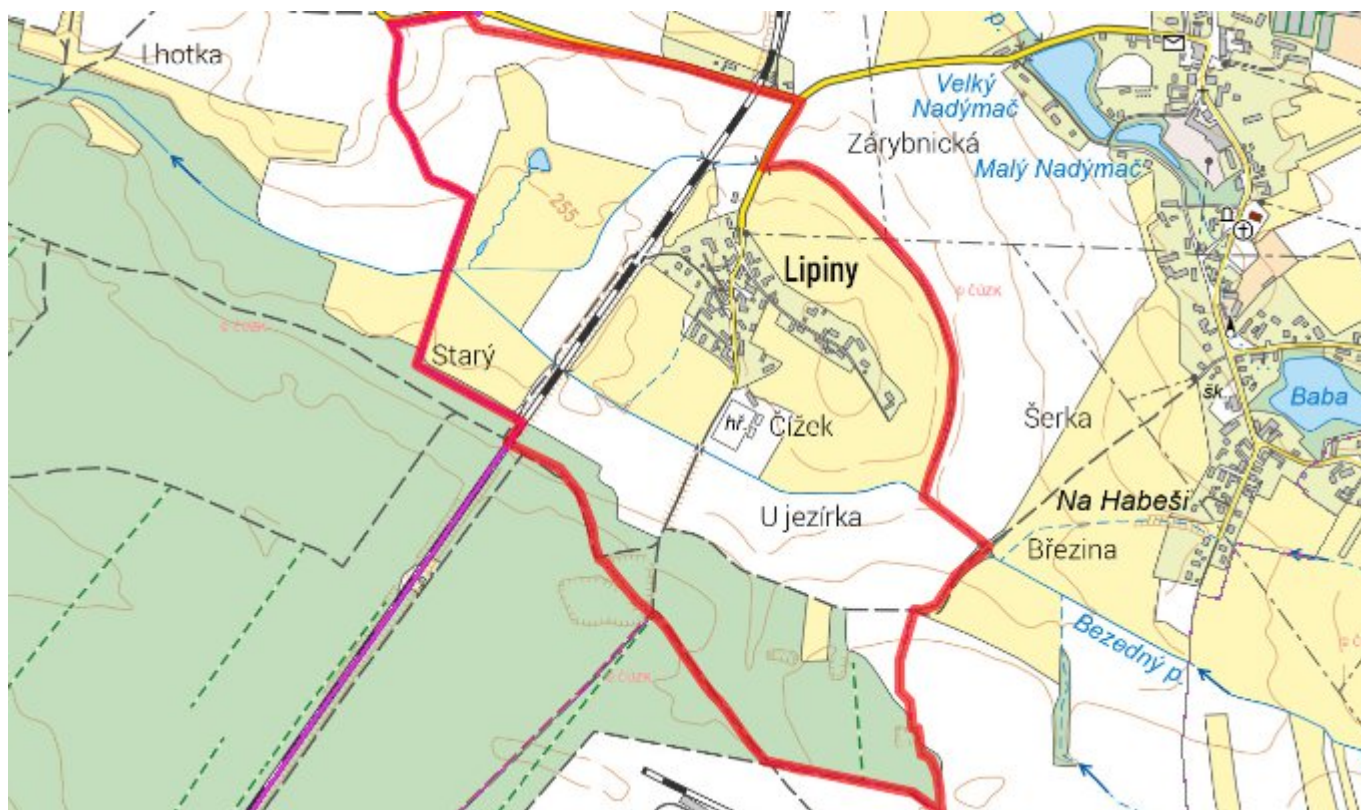 Lhotka
p.
Velký
Nadýmač
Zárybnická
Malý Nadýmač
255
Lipiny
© ČÚZK
© ČÚZK
Starý
šk.
Baba
hř.
Čížek
Šerka
Na Habeši
U jezírka
Březina
Bezedný p.
© ČÚZK